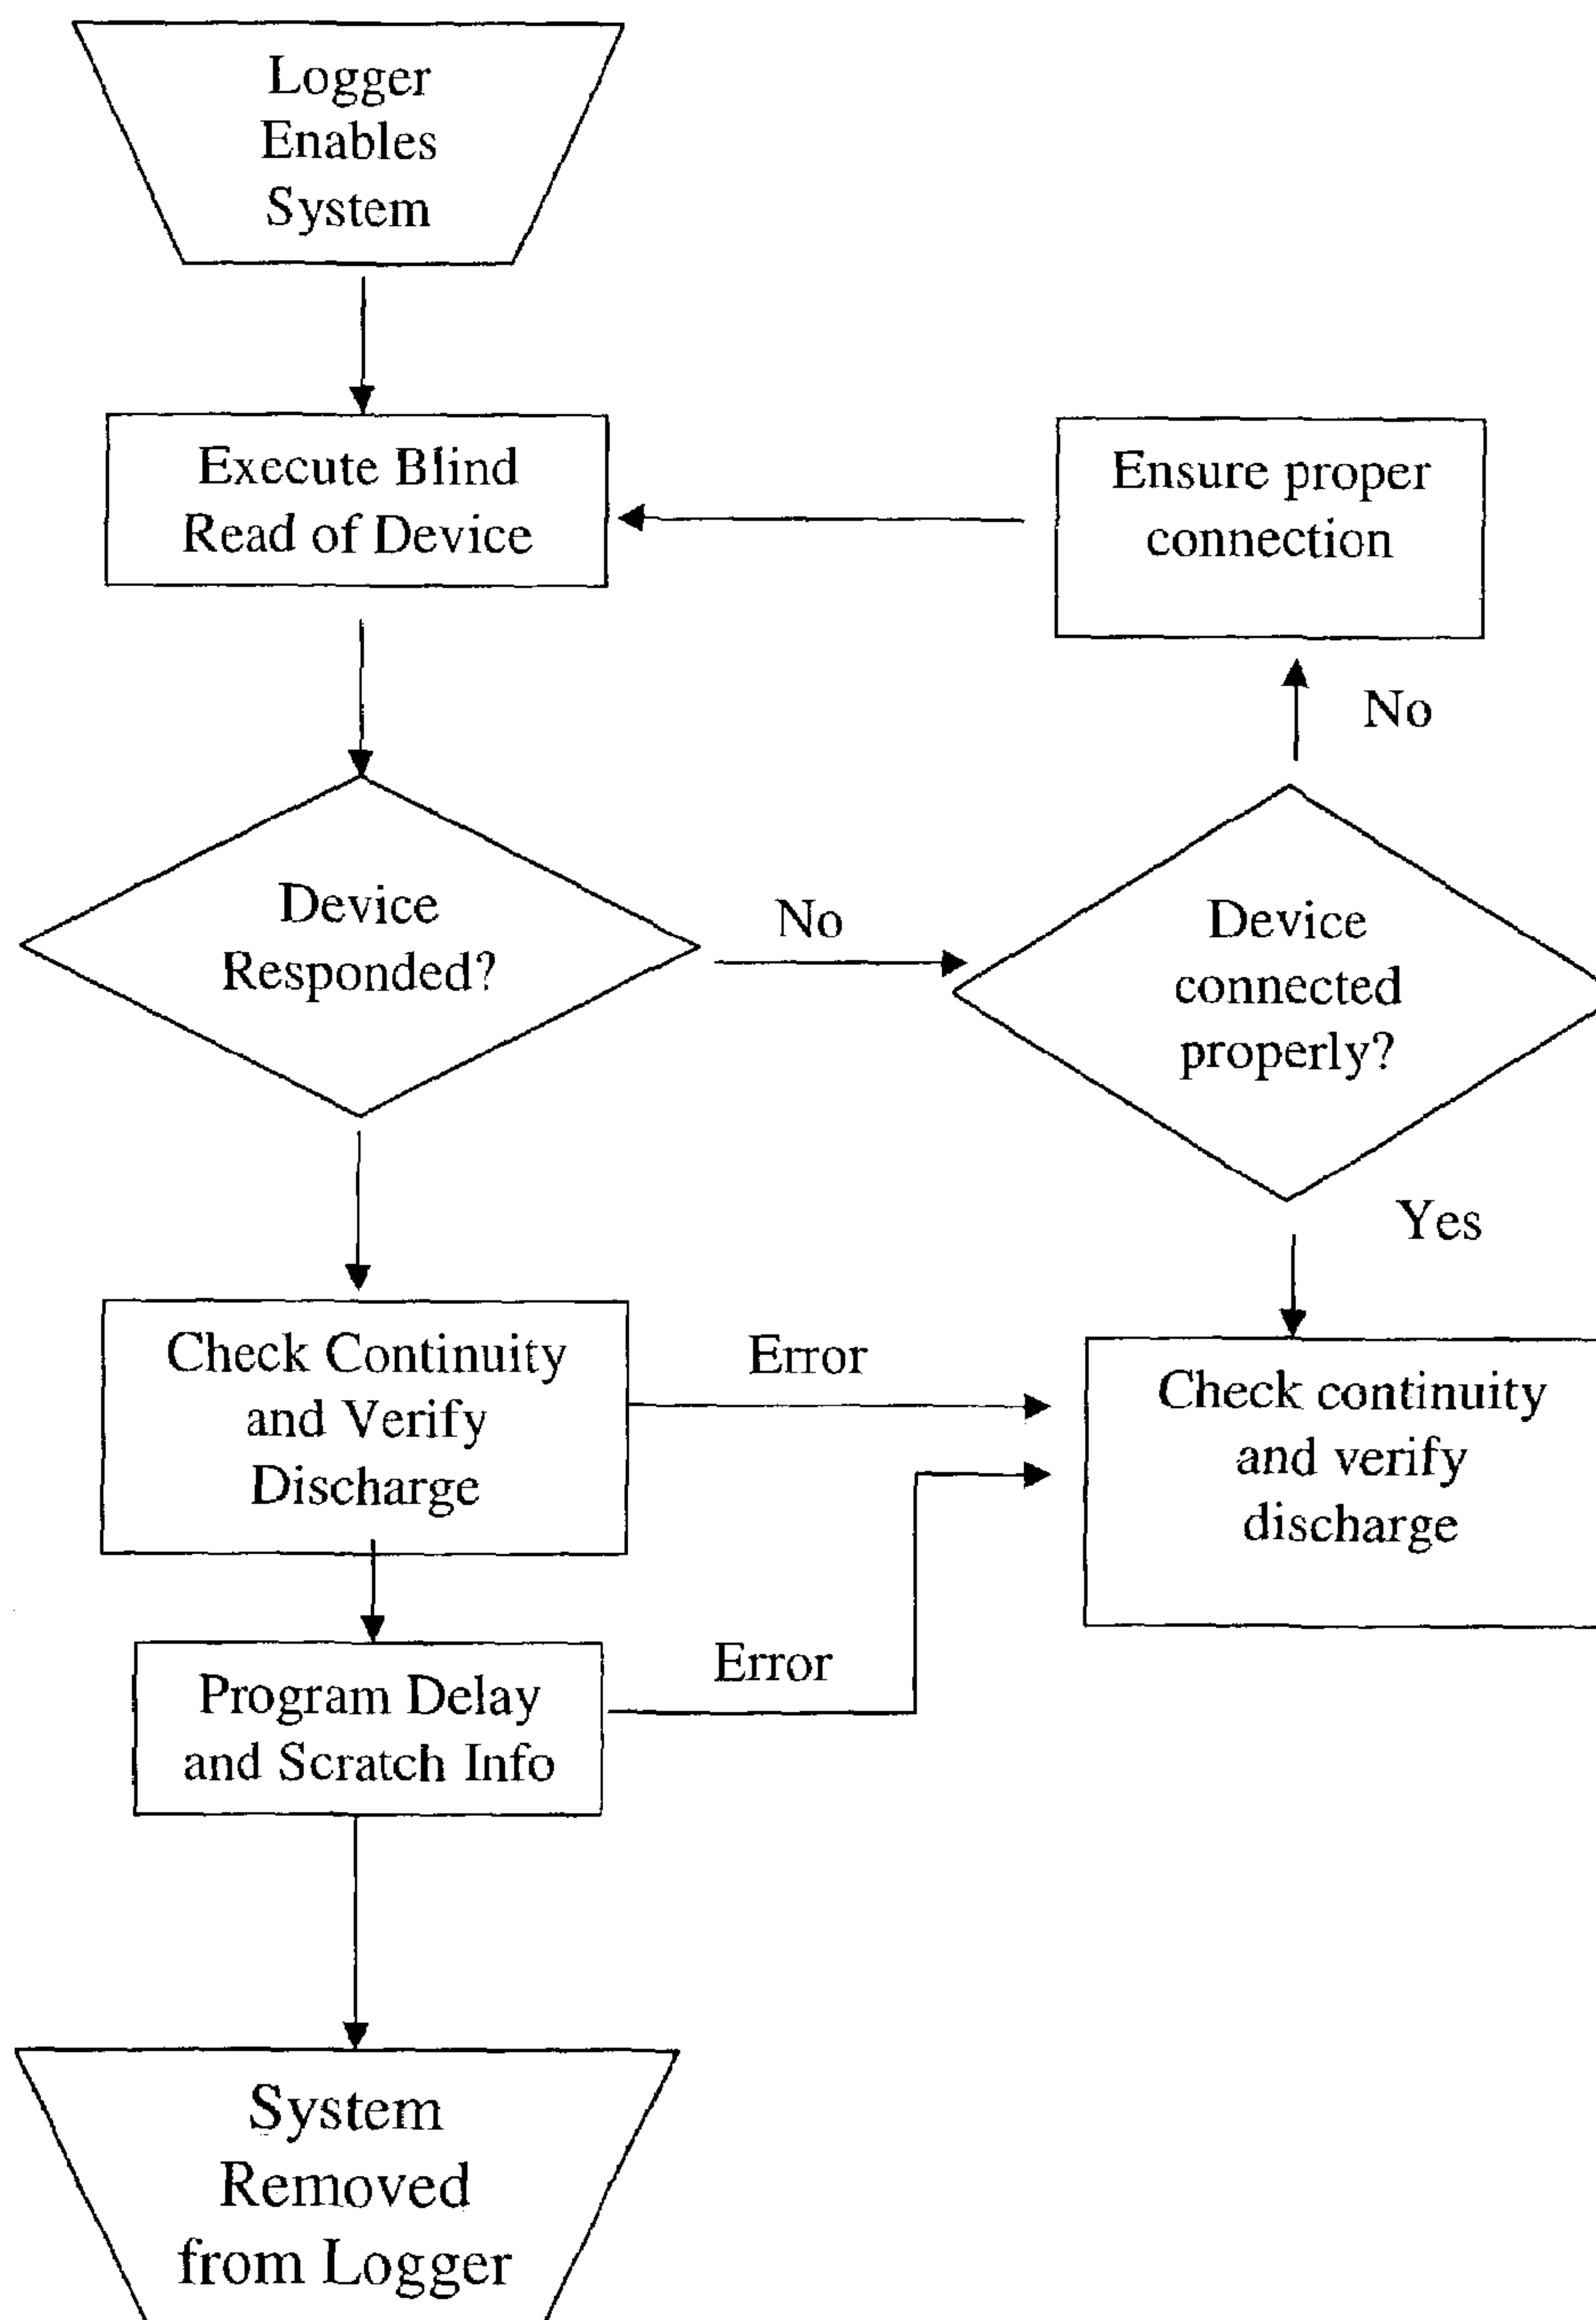 Logger
Enables
System
Execute Blind
Read of Device
Ensure proper
connection
No
Device
Responded?
No
Device
connected
properly?
Yes
Check Continuity
and Verify
Discharge
Error
Check continuity
and verify
discharge
Program Delay
and Scratch Info
Error
System
Removed
from Logger